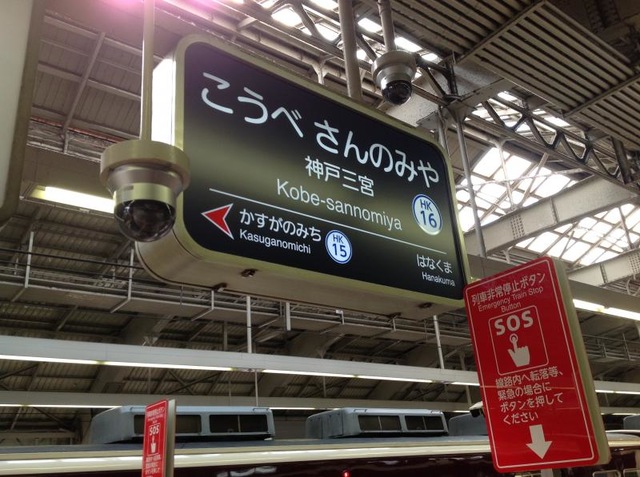 こうべ さんのみや
神戸三宮
Kobe-sannomiya
HK
16
かすがのみち
Kasuganomichi
HK
15
はなくま
Hanakuma
列車非常停止ボタン
Emergency Train Stop
Button
SOS
線路内へ転落等、
緊急の場合に
ボタンを押して
ください
SOS